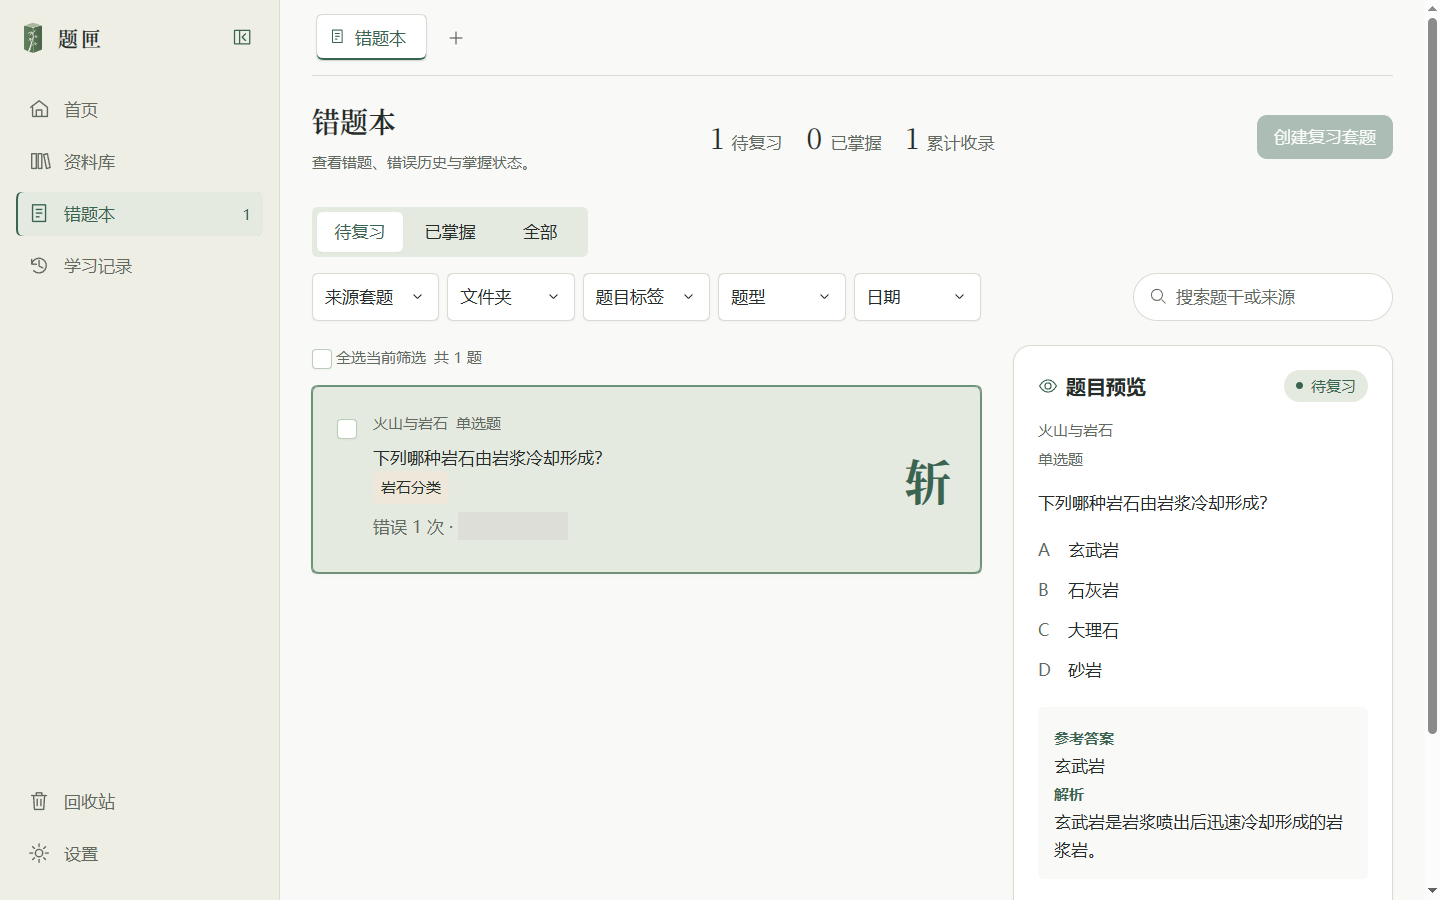 题匣
首页
资料库
错题本 1
学习记录
回收站
设置
错题本
错题本
查看错题、错误历史与掌握状态。
1 待复习 0 已掌握 1 累计收录
创建复习套题
待复习 已掌握 全部
来源套题 文件夹 题目标签 题型 日期
搜索题干或来源
全选当前筛选 共 1 题
火山与岩石 单选题
下列哪种岩石由岩浆冷却形成?
岩石分类
错误 1 次 ·
斩
题目预览
待复习
火山与岩石
单选题
下列哪种岩石由岩浆冷却形成?
A 玄武岩
B 石灰岩
C 大理石
D 砂岩
参考答案
玄武岩
解析
玄武岩是岩浆喷出后迅速冷却形成的岩
浆岩。